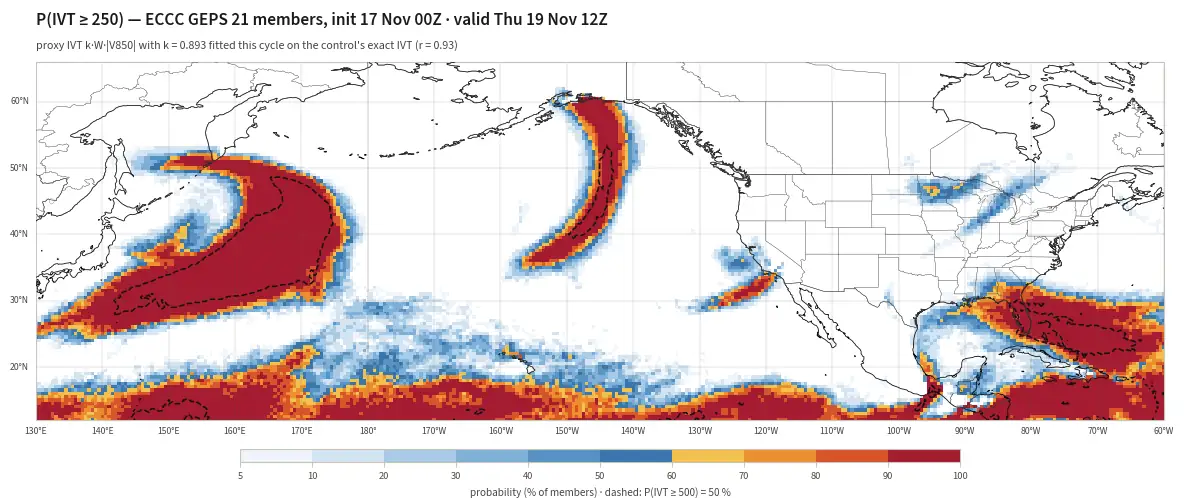 P(IVT ≥ 250) — ECCC GEPS 21 members, init 17 Nov 00Z · valid Thu 19 Nov 12Z
proxy IVT k·W·|V850| with k = 0.893 fitted this cycle on the control's exact IVT (r = 0.93)
60°N
50°N
40°N
30°N
20°N
130°E 140°E 150°E 160°E 170°E 180° 170°W 160°W 150°W 140°W 130°W 120°W 110°W 100°W 90°W 80°W 70°W 60°W
5 10 20 30 40 50 60 70 80 90 100
probability (% of members) · dashed: P(IVT ≥ 500) = 50 %